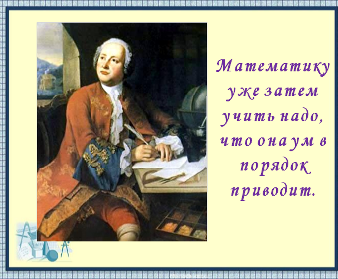 Математику
уже затем
учить надо,
что она ум в
порядок
приводит.